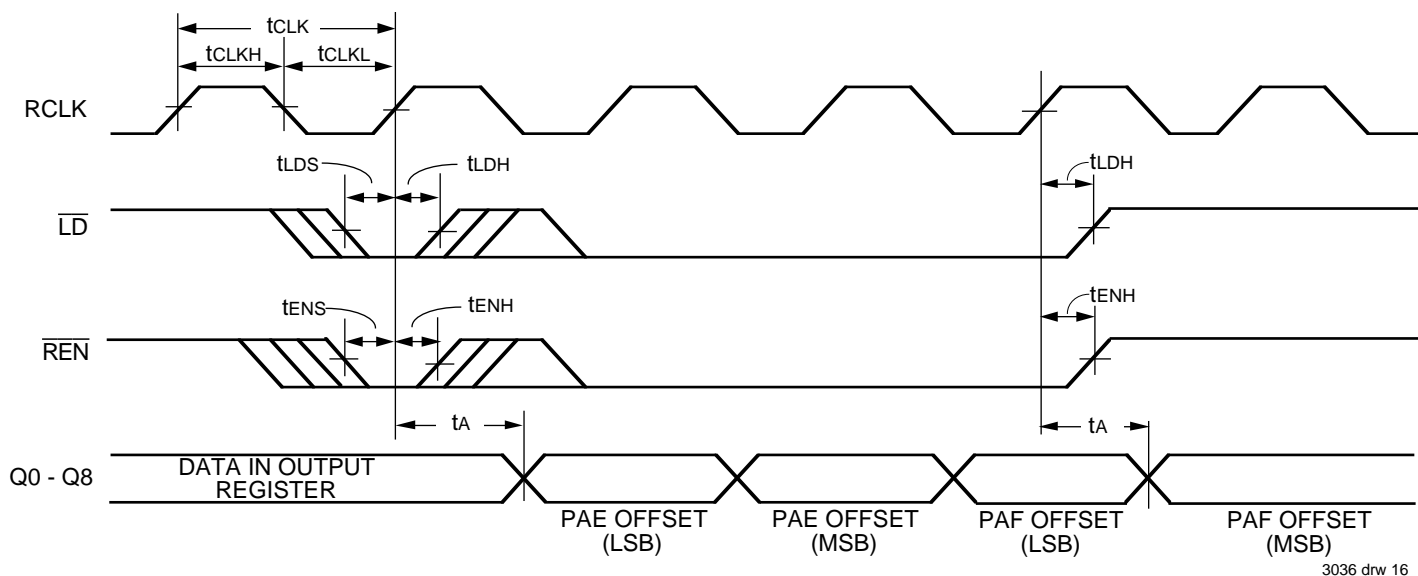 tCLK
tCLKH
tCLKL
RCLK
tLDS
tLDH
tLDH
LD
tENS
tENH
tENH
REN
tA
tA
Q0 - Q8
DATA IN OUTPUT
REGISTER
PAE OFFSET
(LSB)
PAE OFFSET
(MSB)
PAF OFFSET
(LSB)
PAF OFFSET
(MSB)
3036 drw 16